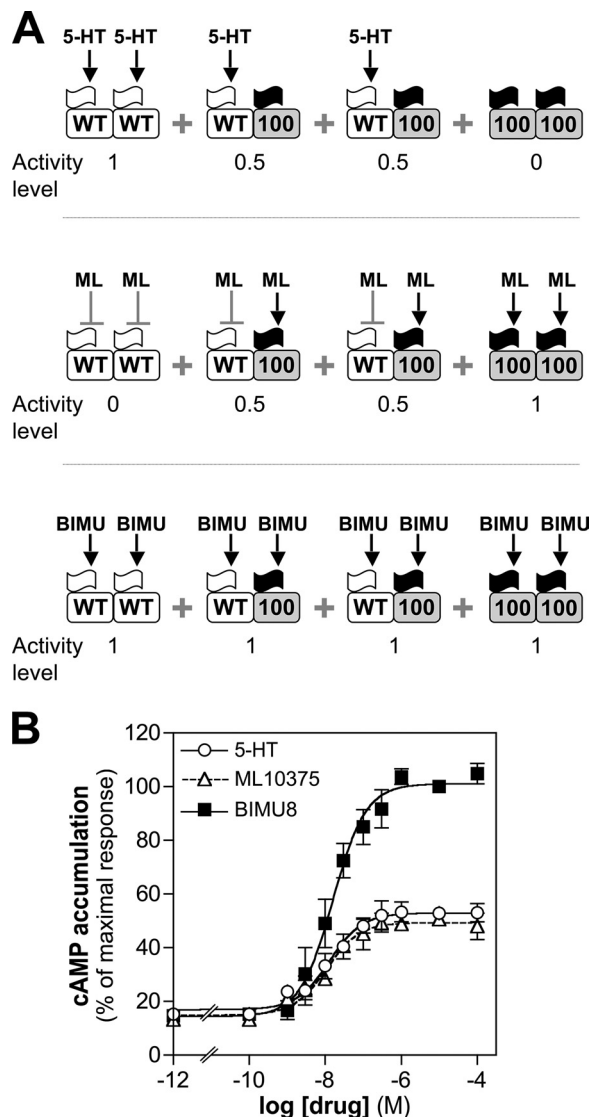 A
5-HT 5-HT 5-HT 5-HT
WT WT + WT 100 + WT 100 + 100 100
Activity level 1 0.5 0.5 0
ML ML ML ML ML ML ML ML
WT WT + WT 100 + WT 100 + 100 100
Activity level 0 0.5 0.5 1
BIMU BIMU BIMU BIMU BIMU BIMU BIMU BIMU
WT WT + WT 100 + WT 100 + 100 100
Activity level 1 1 1 1
B
120
100
80
60
40
20
0
cAMP accumulation
(% of maximal response)
5-HT
ML10375
BIMU8
-12 -10 -8 -6 -4
log [drug] (M)